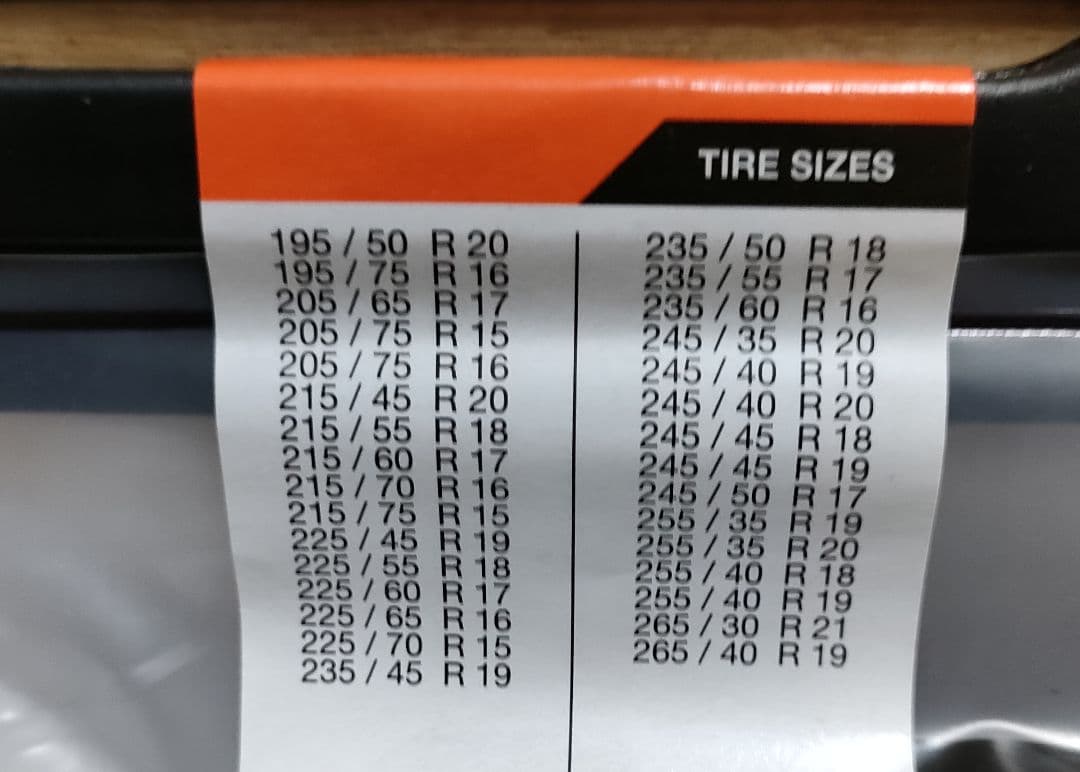 TIRE SIZES
195 / 50 R 20
195 / 75 R 16
205 / 65 R 17
205 / 75 R 15
205 / 75 R 16
215 / 45 R 20
215 / 55 R 18
215 / 60 R 17
215 / 70 R 16
215 / 75 R 15
225 / 45 R 19
225 / 55 R 18
225 / 60 R 17
225 / 65 R 16
225 / 70 R 15
235 / 45 R 19
235 / 50 R 18
235 / 55 R 17
235 / 60 R 16
245 / 35 R 20
245 / 40 R 19
245 / 40 R 20
245 / 45 R 18
245 / 45 R 19
245 / 50 R 17
255 / 35 R 19
255 / 35 R 20
255 / 40 R 18
255 / 40 R 19
265 / 30 R 21
265 / 40 R 19